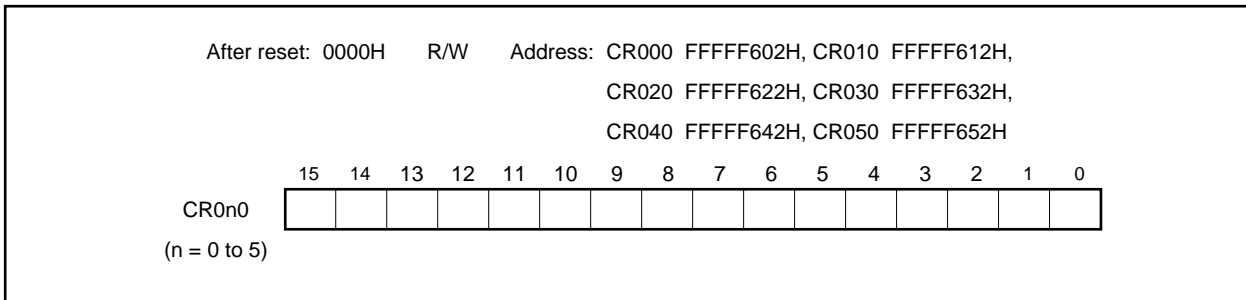 After reset: 0000H R/W Address: CR000 FFFFF602H, CR010 FFFFF612H,
CR020 FFFFF622H, CR030 FFFFF632H,
CR040 FFFFF642H, CR050 FFFFF652H
15 14 13 12 11 10 9 8 7 6 5 4 3 2 1 0
CR0n0
(n = 0 to 5)